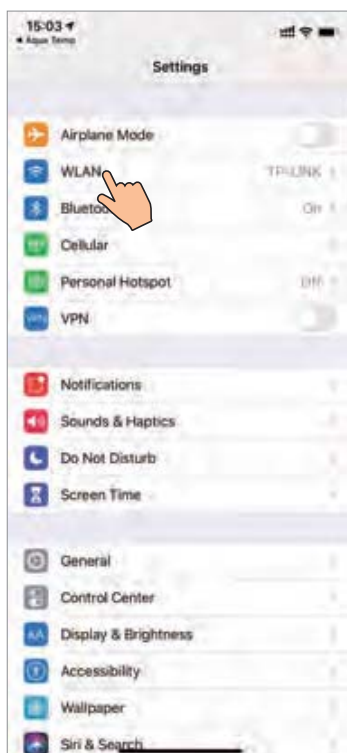 15:03
◀ Aqua Temp
Settings
Airplane Mode
WLAN TP-LINK
On
Cellular
Personal Hotspot Off
VPN
Notifications
Sounds & Haptics
Do Not Disturb
Screen Time
General
Control Center
AA Display & Brightness
Accessibility
Wallpaper
Siri & Search